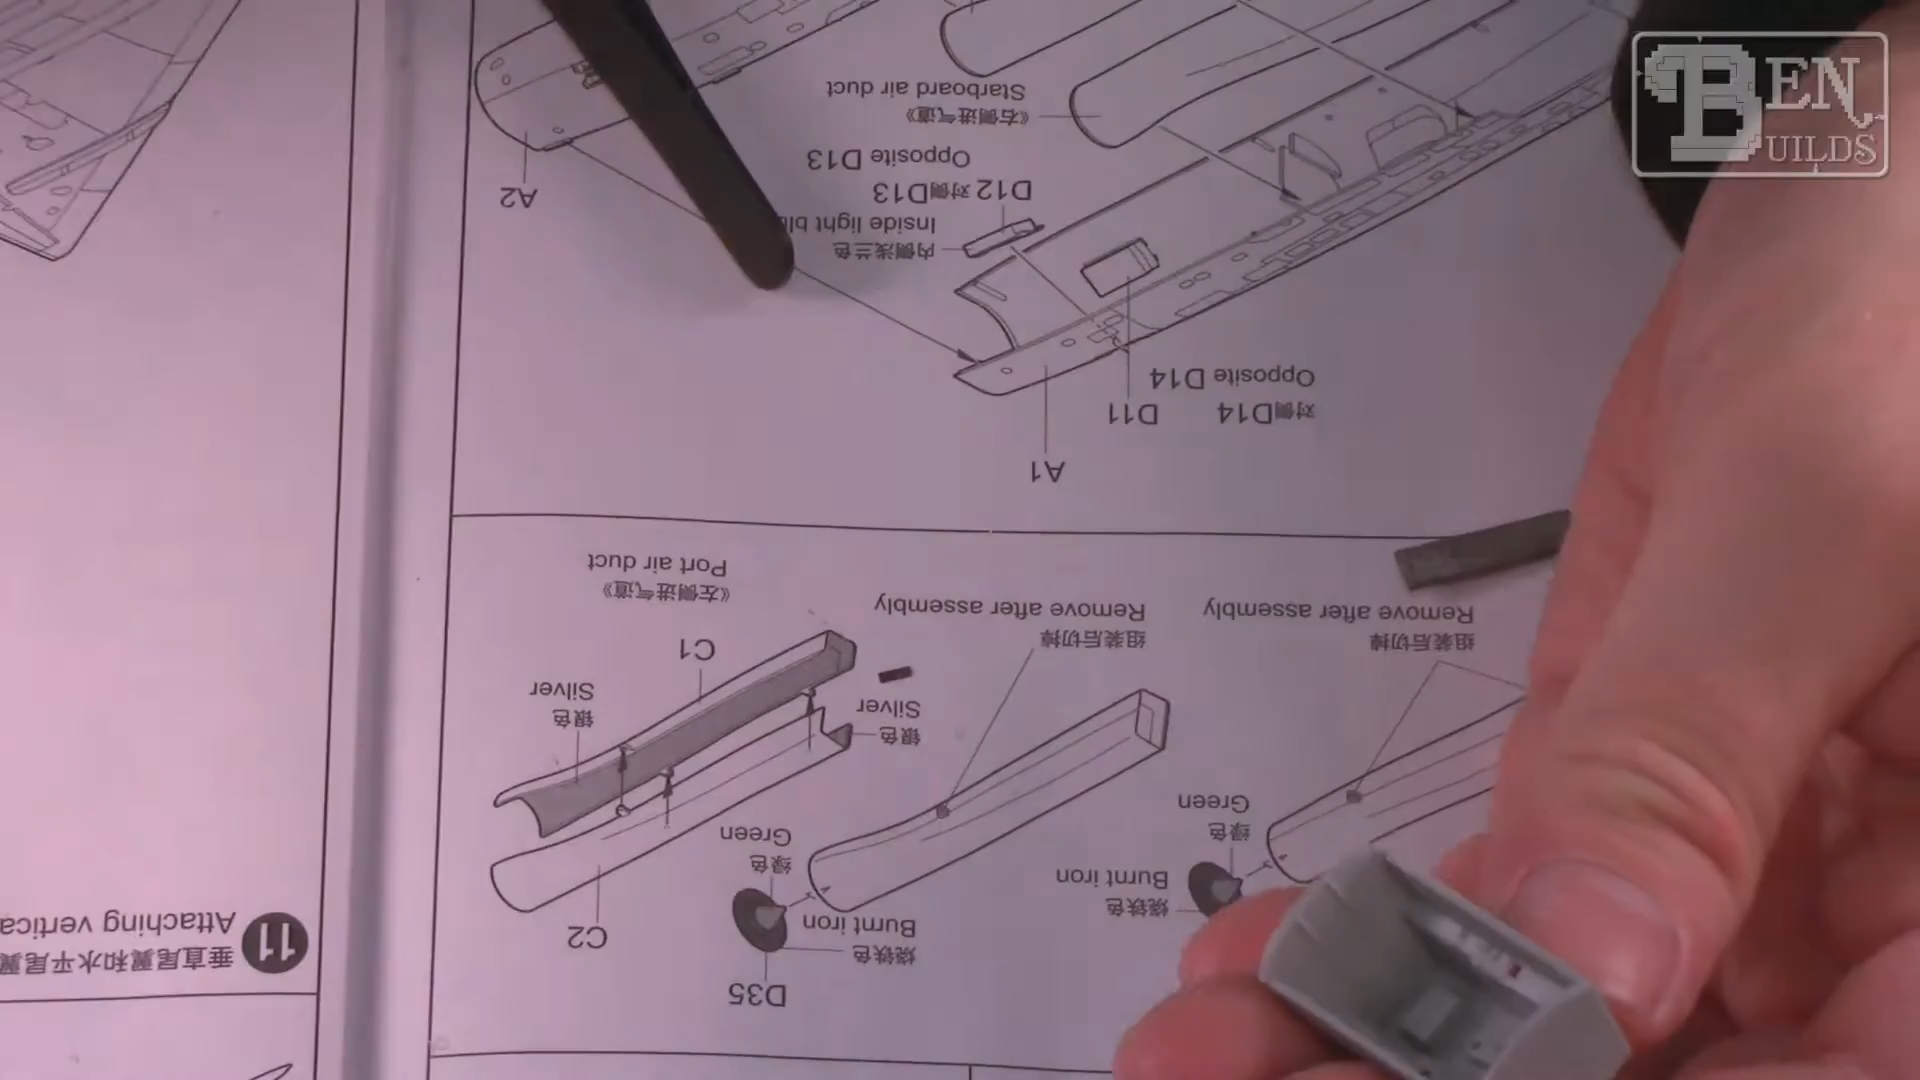 BEN
BUILDS
11
垂直尾翼和水平尾翼
Attaching vertica
D35
烧铁色
Burnt iron
绿色
Green
C2
烧铁色
Burnt iron
绿色
Green
银色
Silver
银色
Silver
C1
组装后切掉
Remove after assembly
组装后切掉
Remove after assembly
《左侧进气道》
Port air duct
A1
对侧D14
Opposite D14
D11
内侧浅兰色
Inside light bl
D12 对侧D13
Opposite D13
A2
《右侧进气道》
Starboard air duct